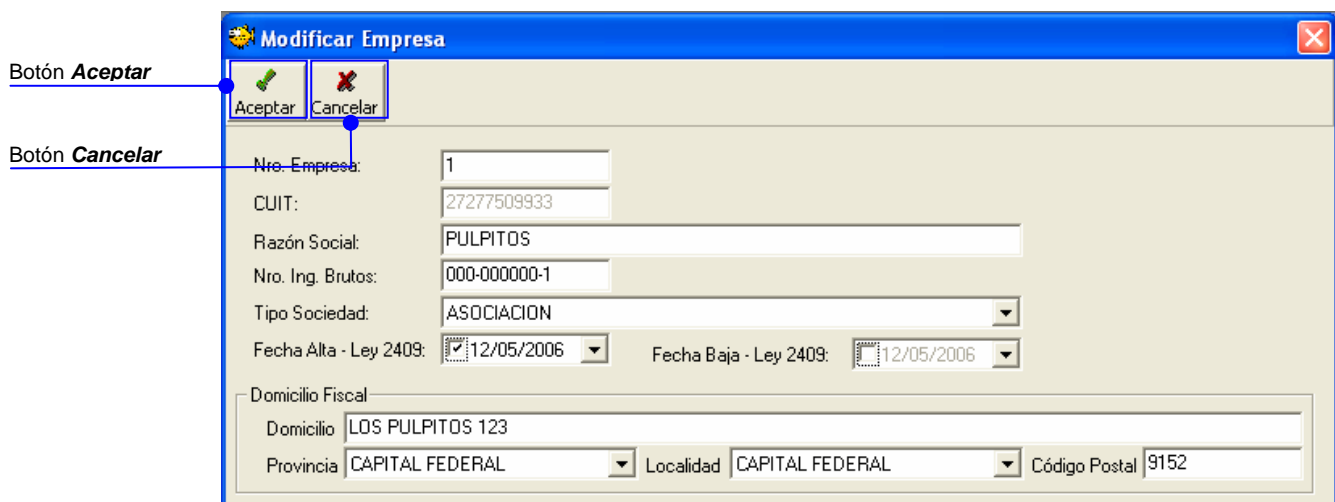 Modificar Empresa
Botón Aceptar
Aceptar Cancelar
Botón Cancelar
Nro. Empresa: 1
CUIT: 27277509933
Razón Social: PULPITOS
Nro. Ing. Brutos: 000-000000-1
Tipo Sociedad: ASOCIACION
Fecha Alta - Ley 2409: 12/05/2006 Fecha Baja - Ley 2409: 12/05/2006
Domicilio Fiscal
Domicilio LOS PULPITOS 123
Provincia CAPITAL FEDERAL Localidad CAPITAL FEDERAL Código Postal 9152